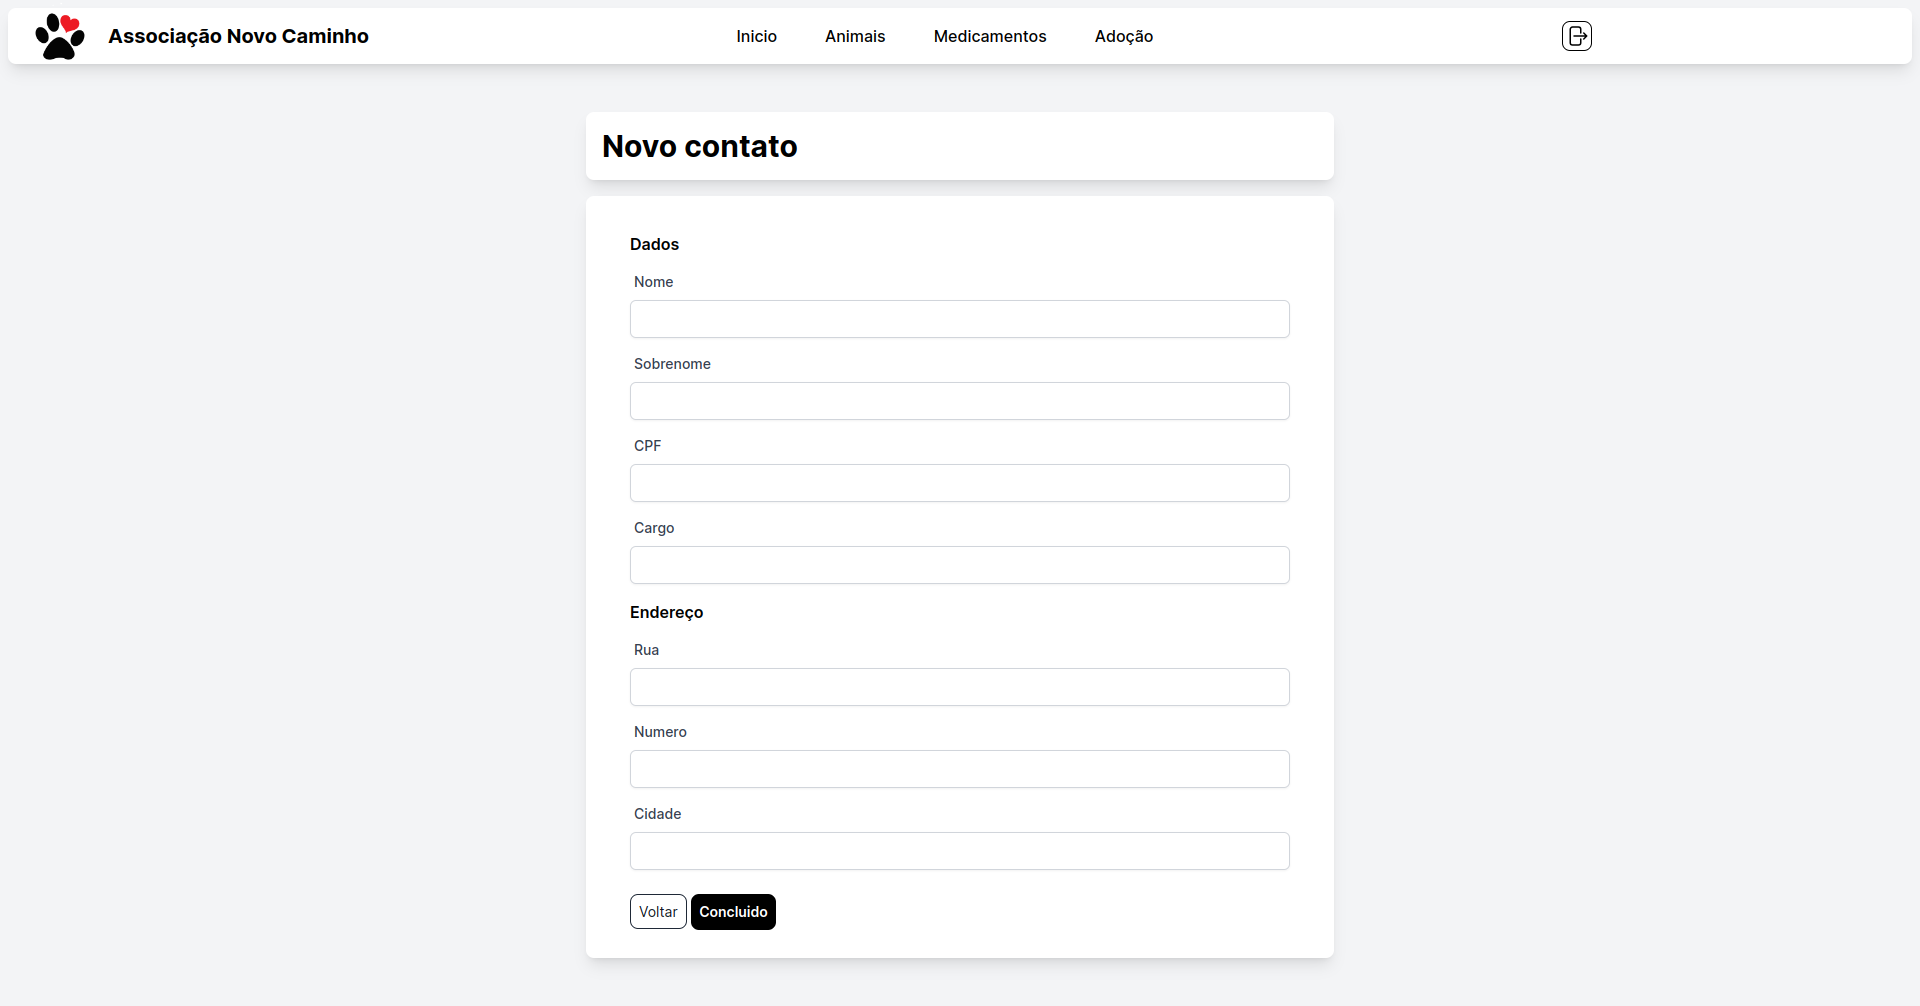 Associação Novo Caminho
Inicio
Animais
Medicamentos
Adoção
Novo contato
Dados
Nome
Sobrenome
CPF
Cargo
Endereço
Rua
Numero
Cidade
Voltar
Concluido